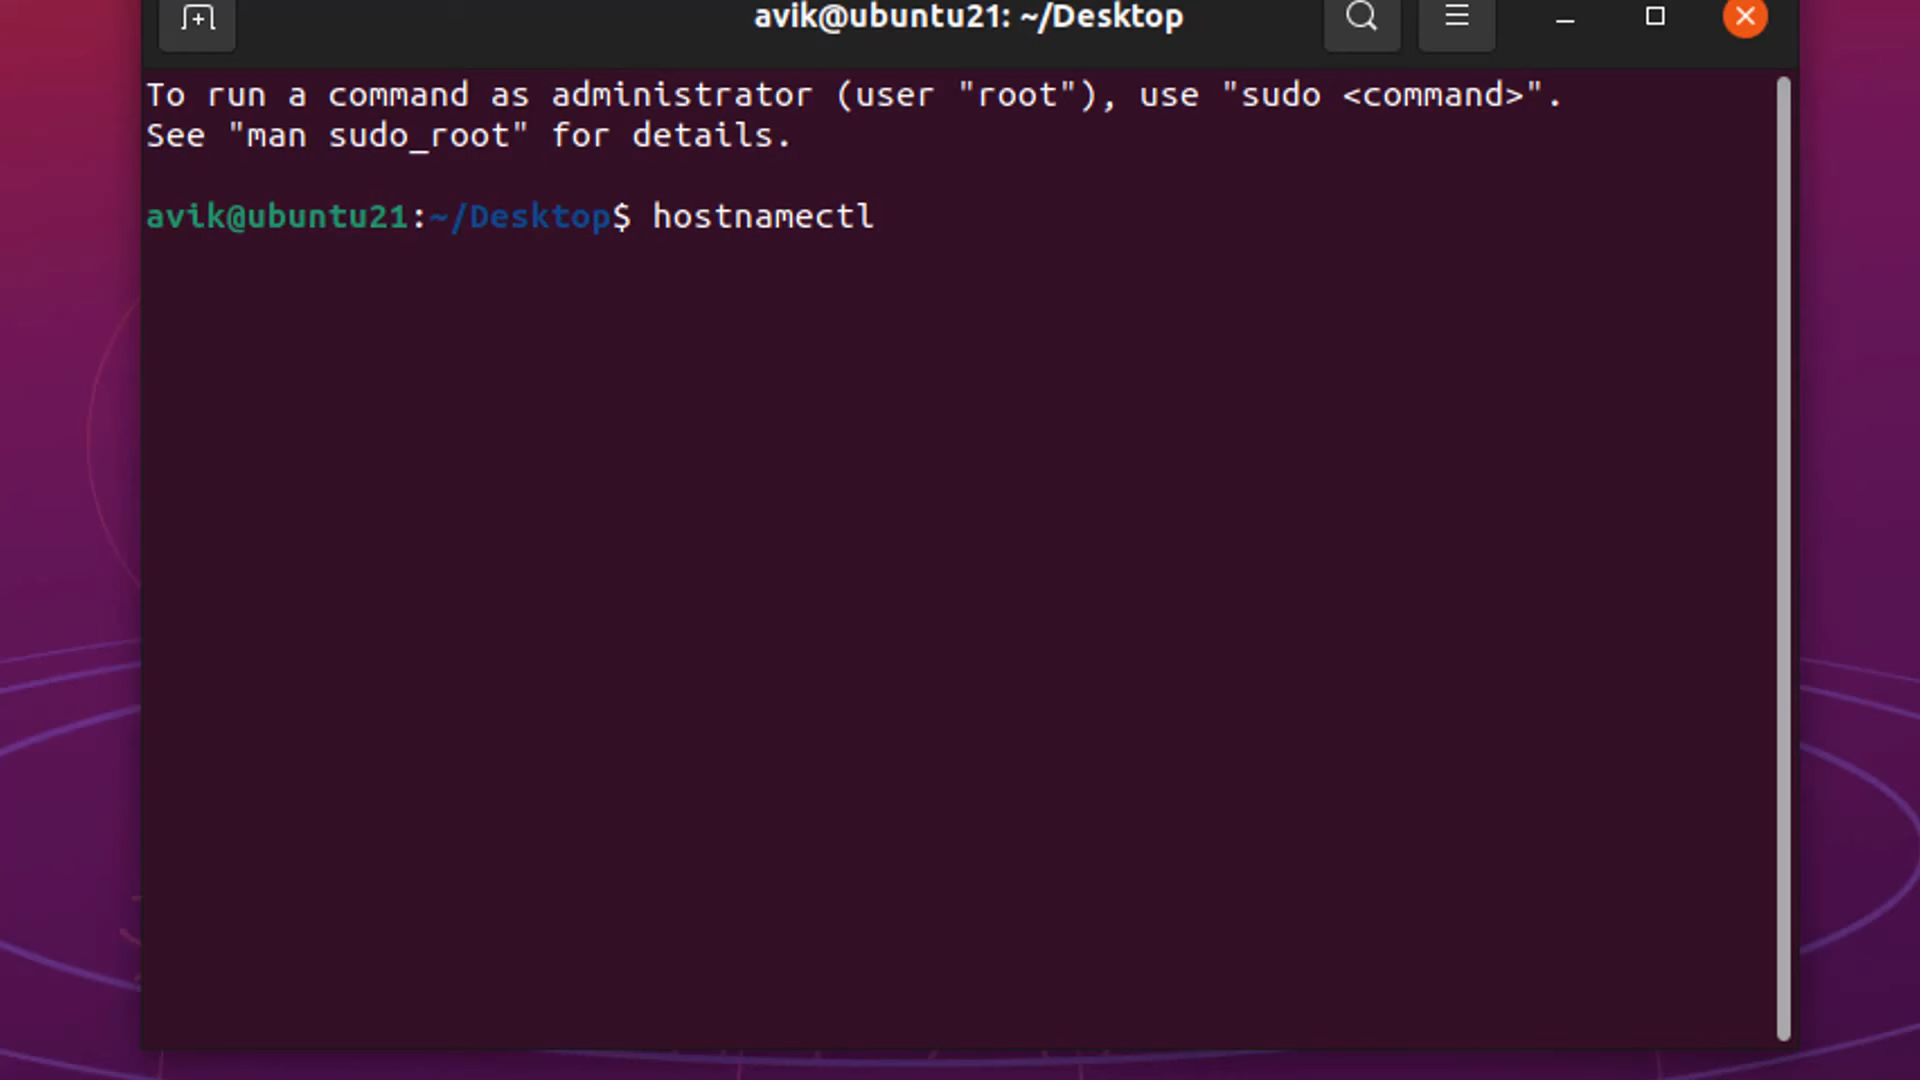 avik@ubuntu21: ~/Desktop
To run a command as administrator (user "root"), use "sudo <command>".
See "man sudo_root" for details.
avik@ubuntu21:~/Desktop$ hostnamectl